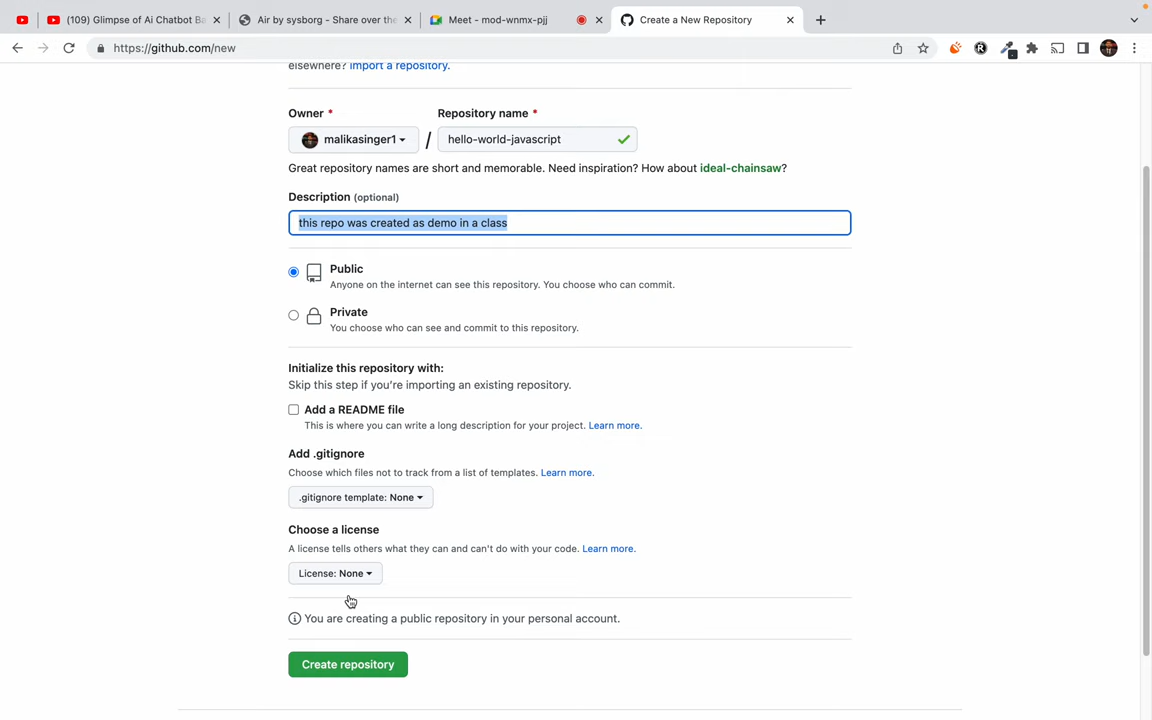 (109) Glimpse of Ai Chatbot Ba
Air by sysborg - Share over the
Meet - mod-wnmx-pjj
Create a New Repository
https://github.com/new
elsewhere? Import a repository.
Owner *
Repository name *
malikasinger1
/
hello-world-javascript
Great repository names are short and memorable. Need inspiration? How about ideal-chainsaw?
Description (optional)
this repo was created as demo in a class
Public
Anyone on the internet can see this repository. You choose who can commit.
Private
You choose who can see and commit to this repository.
Initialize this repository with:
Skip this step if you're importing an existing repository.
Add a README file
This is where you can write a long description for your project. Learn more.
Add .gitignore
Choose which files not to track from a list of templates. Learn more.
.gitignore template: None
Choose a license
A license tells others what they can and can't do with your code. Learn more.
License: None
You are creating a public repository in your personal account.
Create repository